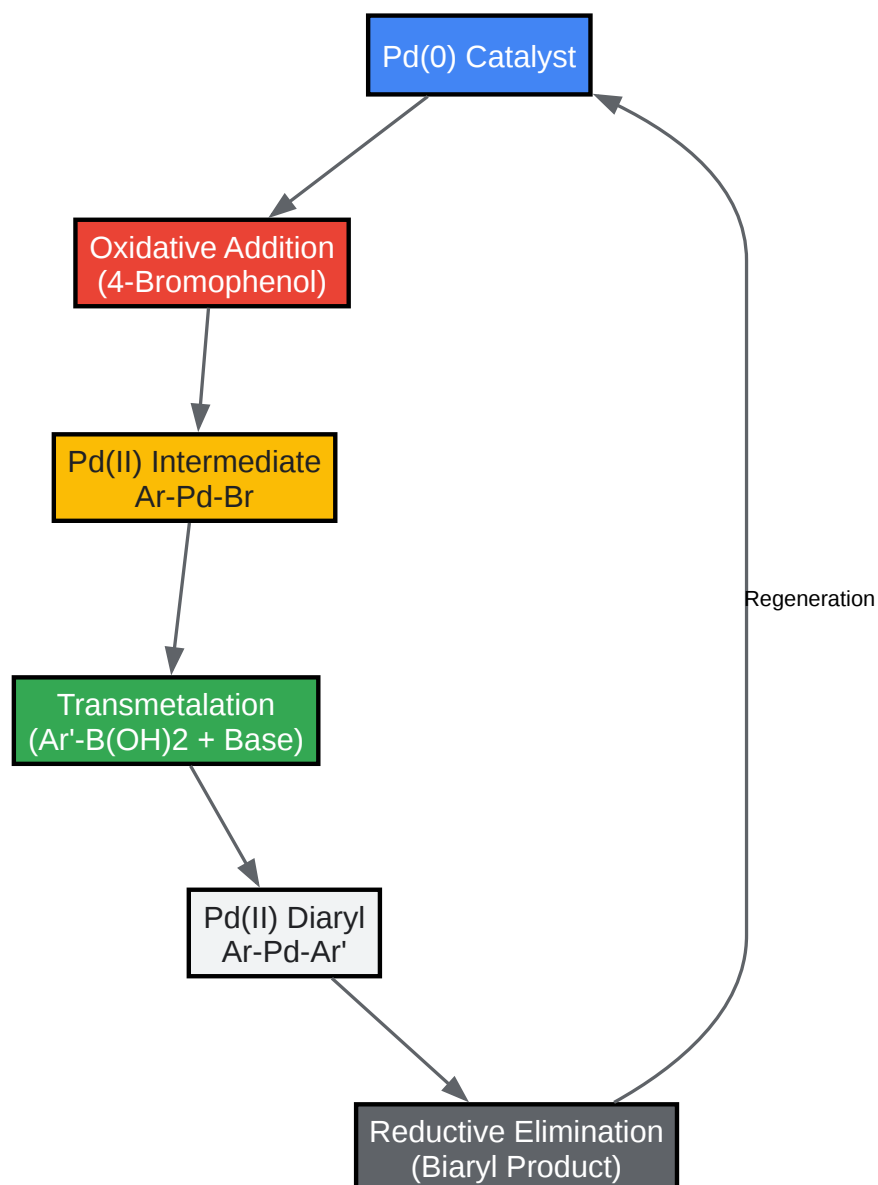 Pd(0) Catalyst
Oxidative Addition
(4-Bromophenol)
Pd(II) Intermediate
Ar-Pd-Br
Regeneration
Transmetalation
(Ar'-B(OH)2 + Base)
Pd(II) Diaryl
Ar-Pd-Ar'
Reductive Elimination
(Biaryl Product)